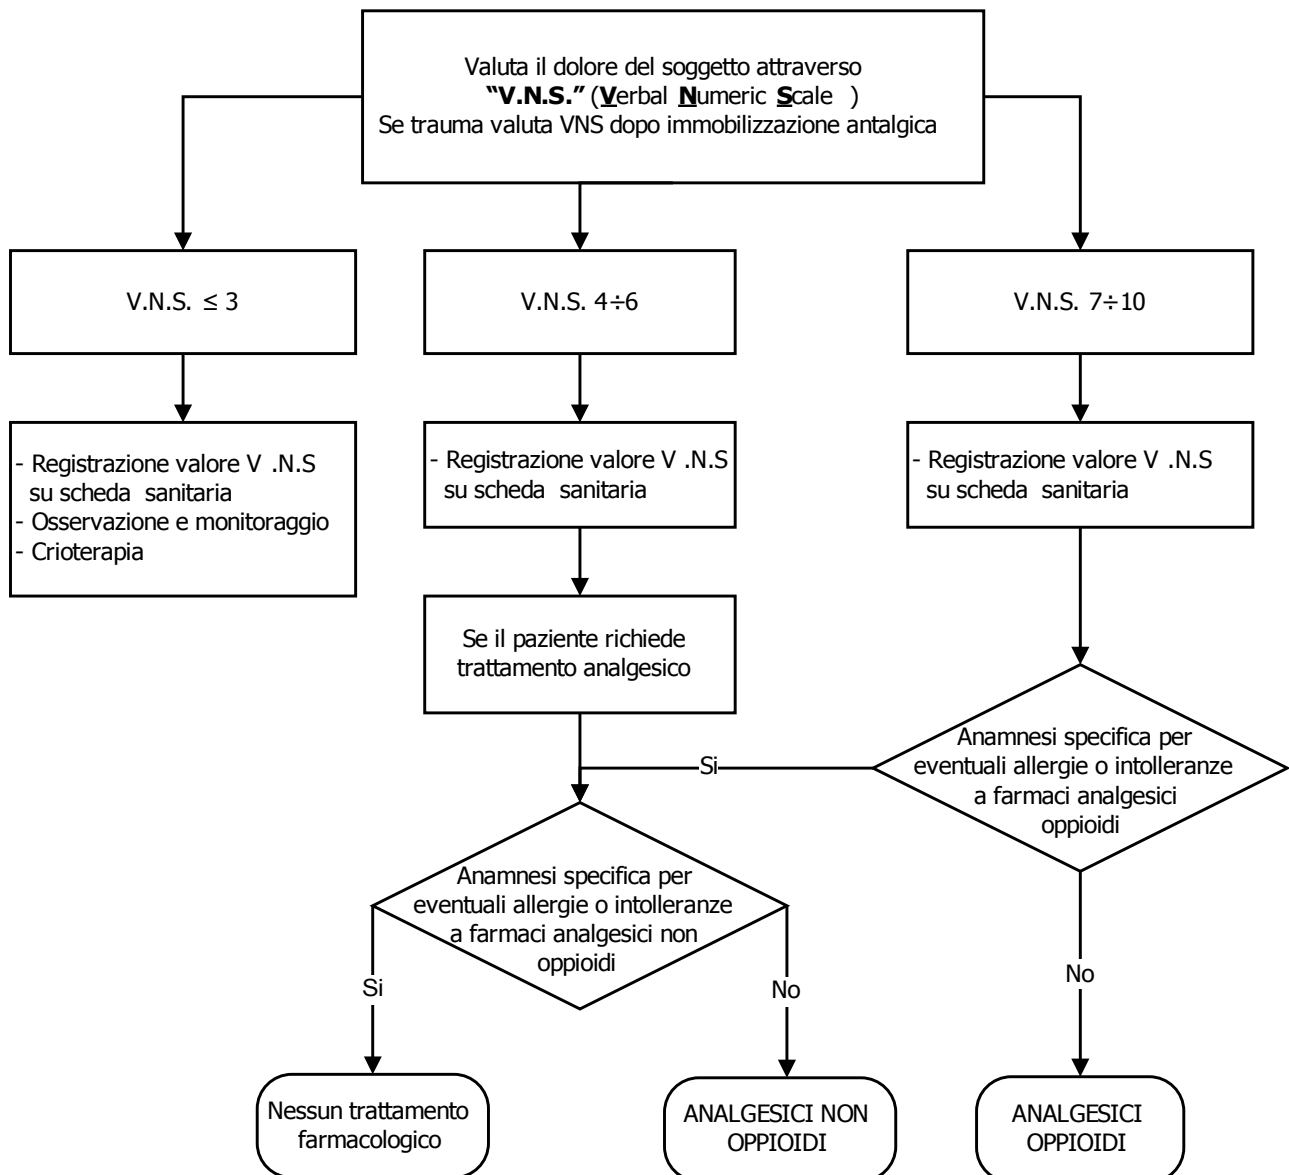 Valuta il dolore del soggetto attraverso
“V.N.S.” (Verbal Numeric Scale )
Se trauma valuta VNS dopo immobilizzazione antalgica
V.N.S. ≤ 3
V.N.S. 4÷6
V.N.S. 7÷10
- Registrazione valore V .N.S
su scheda sanitaria
- Osservazione e monitoraggio
- Crioterapia
- Registrazione valore V .N.S
su scheda sanitaria
- Registrazione valore V .N.S
su scheda sanitaria
Se il paziente richiede
trattamento analgesico
Anamnesi specifica per
eventuali allergie o intolleranze
a farmaci analgesici
oppioidi
Si
Anamnesi specifica per
eventuali allergie o intolleranze
a farmaci analgesici non
oppioidi
Si
No
No
Nessun trattamento
farmacologico
ANALGESICI NON
OPPIOIDI
ANALGESICI
OPPIOIDI